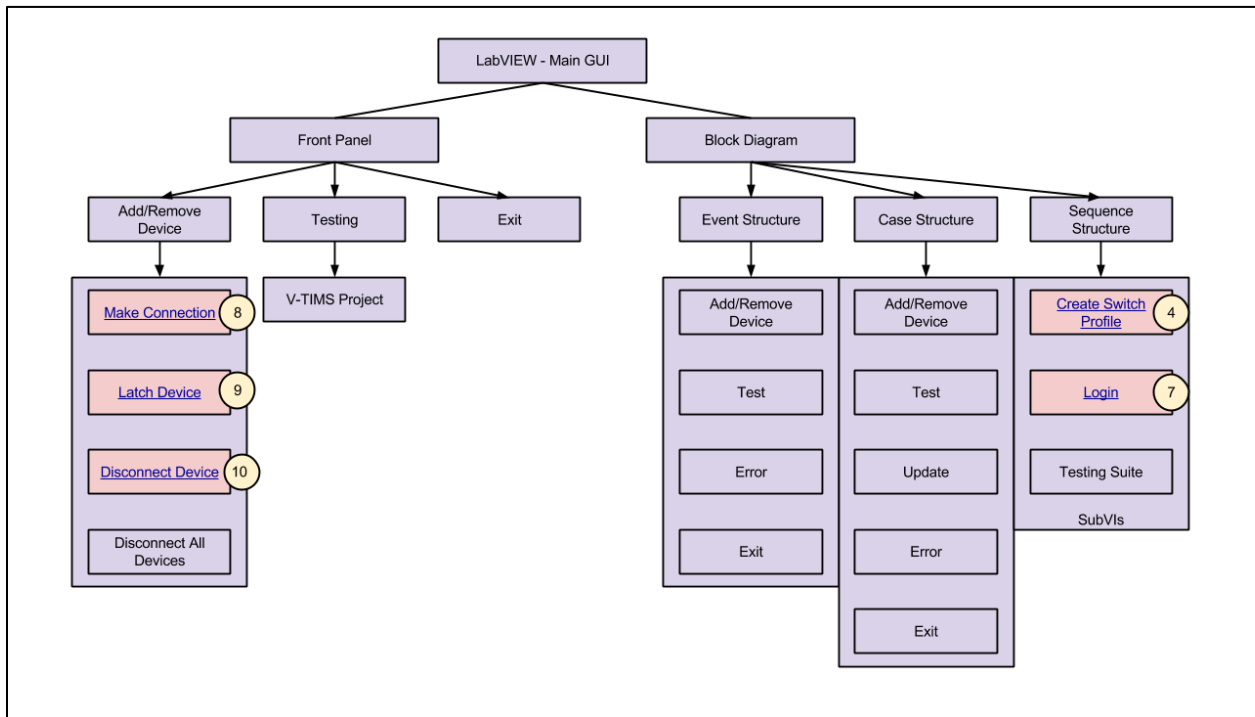 LabVIEW - Main GUI
Front Panel
Block Diagram
Add/Remove
Device
Testing
Exit
Event Structure
Case Structure
Sequence
Structure
Make Connection
8
Latch Device
9
Disconnect Device
10
Disconnect All
Devices
V-TIMS Project
Add/Remove
Device
Test
Error
Exit
Add/Remove
Device
Test
Update
Error
Exit
Create Switch
Profile
4
Login
7
Testing Suite
SubVIs